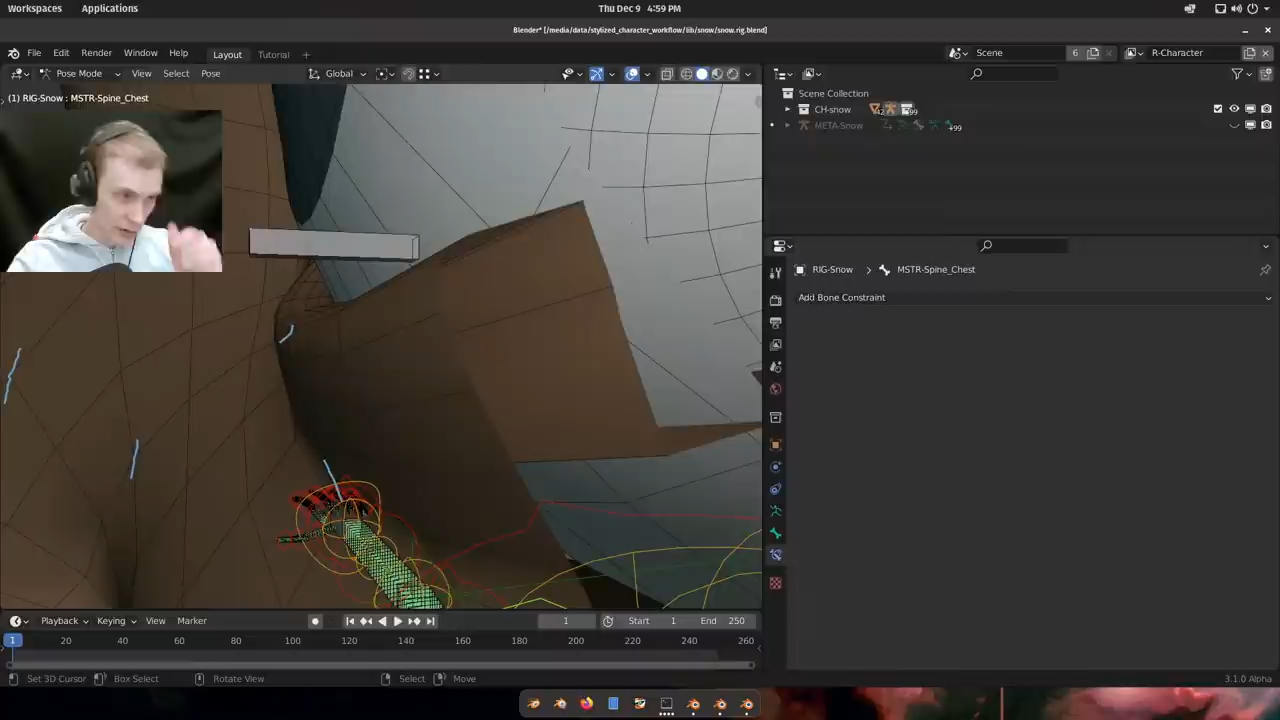 Activities
Applications
Thu Dec 9 4:59 PM
Blender* [/media/data/stylized_character_workflow/lib/snow/snow.rig.blend]
File Edit Render Window Help
Layout Tutorial
Scene 6
R-Character
Pose Mode View Select Pose
Global
(1) RIG-Snow : MSTR-Spine_Chest
Scene Collection
CH-snow
META-Snow
RIG-Snow > MSTR-Spine_Chest
Add Bone Constraint
Playback Keying View Marker
1 Start 1 End 250
1 20 40 60 80 100 120 140 160 180 200 220 240 260
Set 3D Cursor Box Select Rotate View Select Move
3.1.0 Alpha